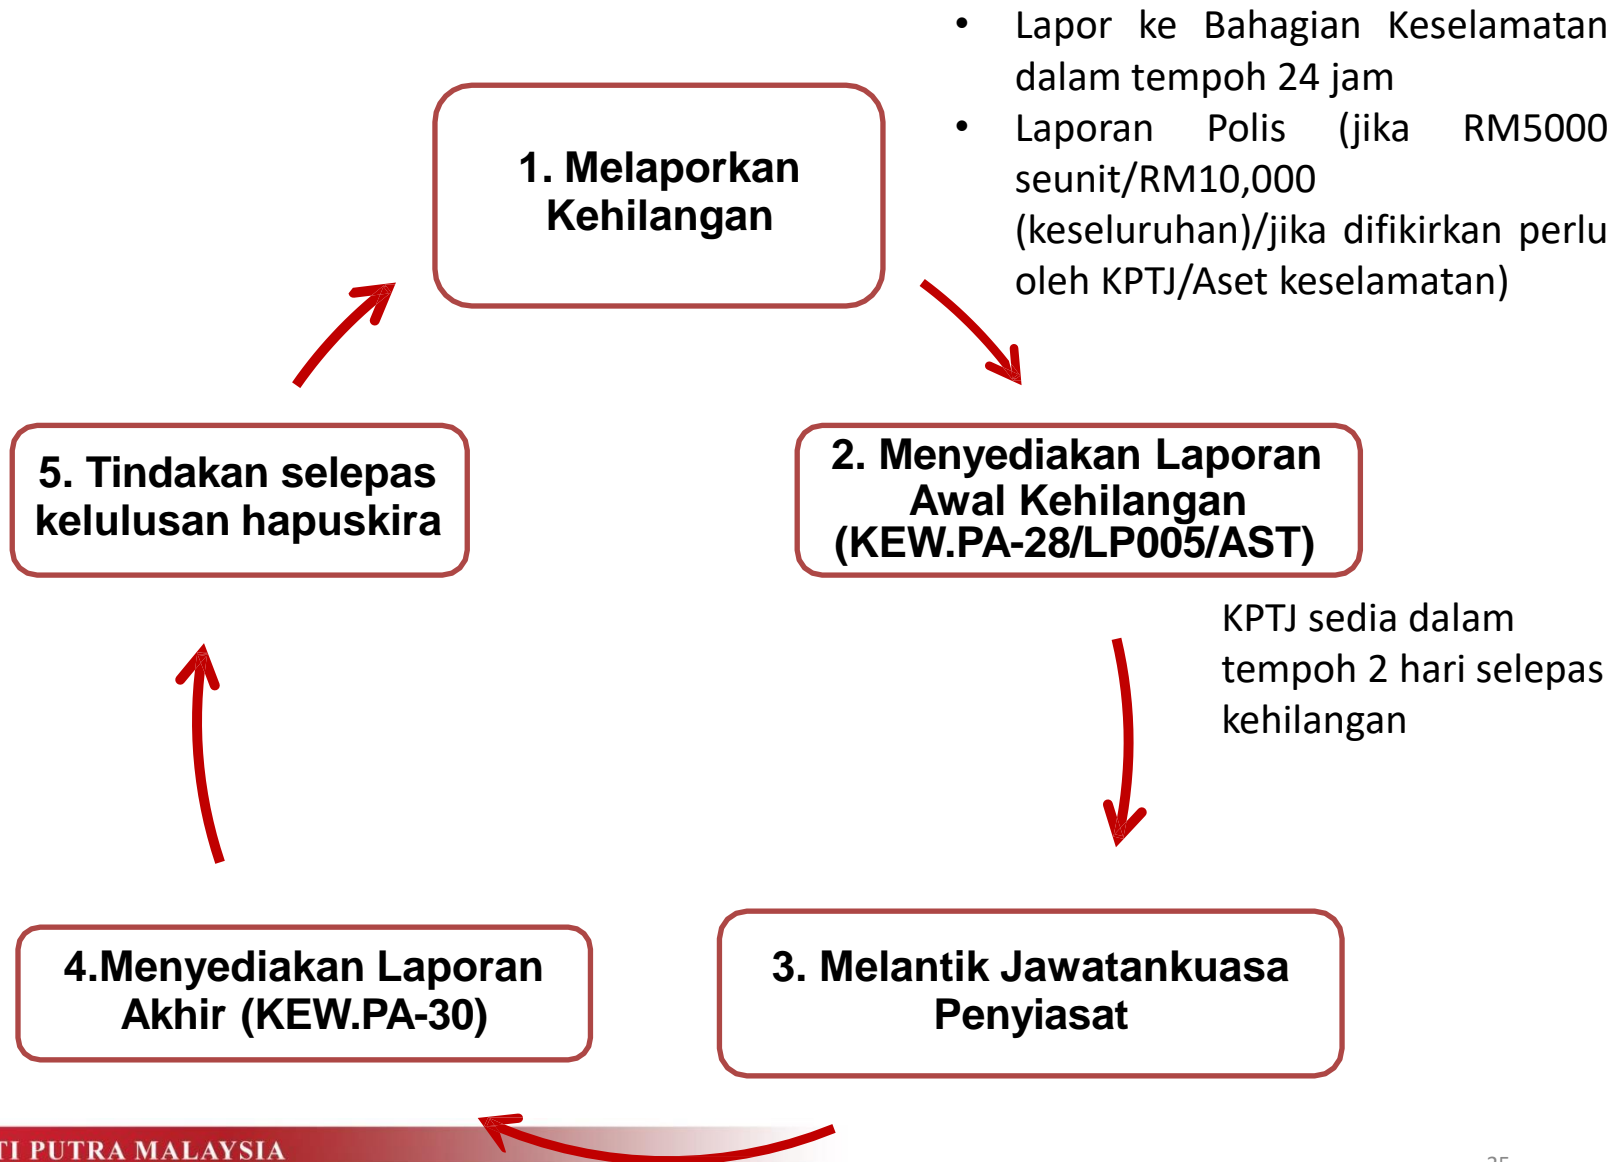 • Lapor ke Bahagian Keselamatan
dalam tempoh 24 jam
• Laporan Polis (jika RM5000
seunit/RM10,000
(keseluruhan)/jika difikirkan perlu
oleh KPTJ/Aset keselamatan)
1. Melaporkan
Kehilangan
2. Menyediakan Laporan
Awal Kehilangan
(KEW.PA-28/LP005/AST)
KPTJ sedia dalam
tempoh 2 hari selepas
kehilangan
3. Melantik Jawatankuasa
Penyiasat
4.Menyediakan Laporan
Akhir (KEW.PA-30)
5. Tindakan selepas
kelulusan hapuskira
TI PUTRA MALAYSIA